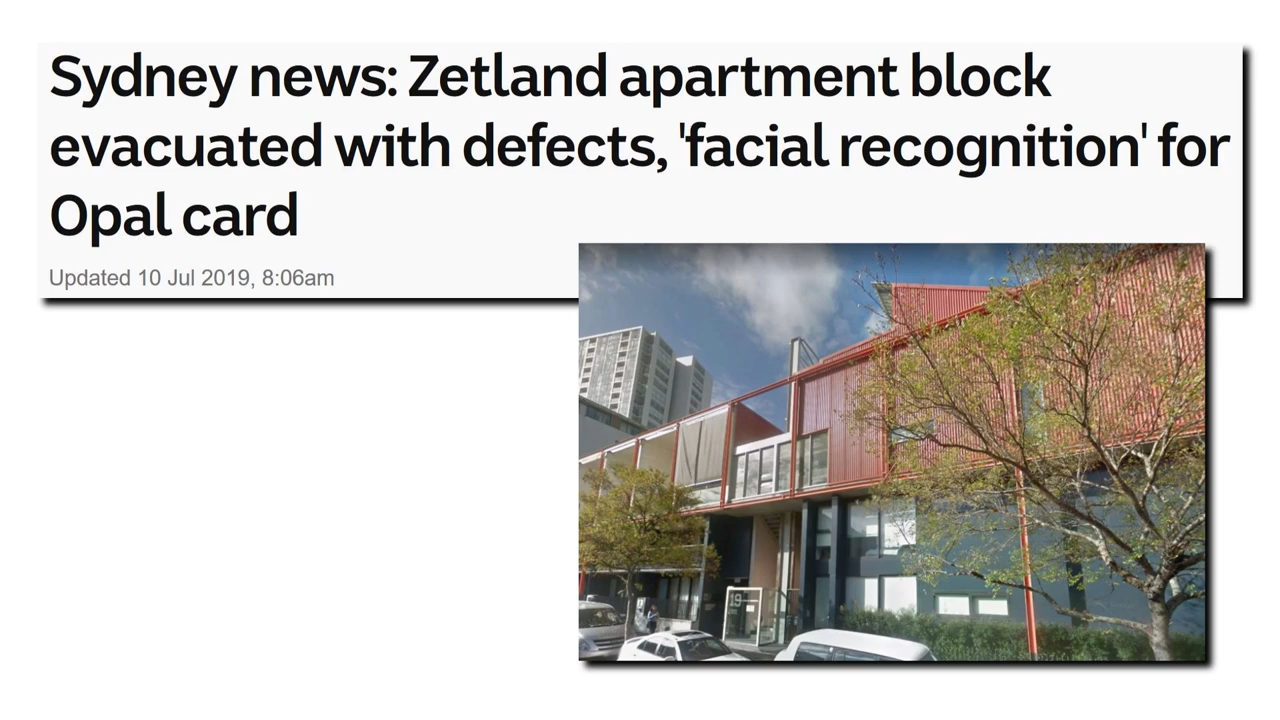 Sydney news: Zetland apartment block
evacuated with defects, 'facial recognition' for
Opal card
Updated 10 Jul 2019, 8:06am
19